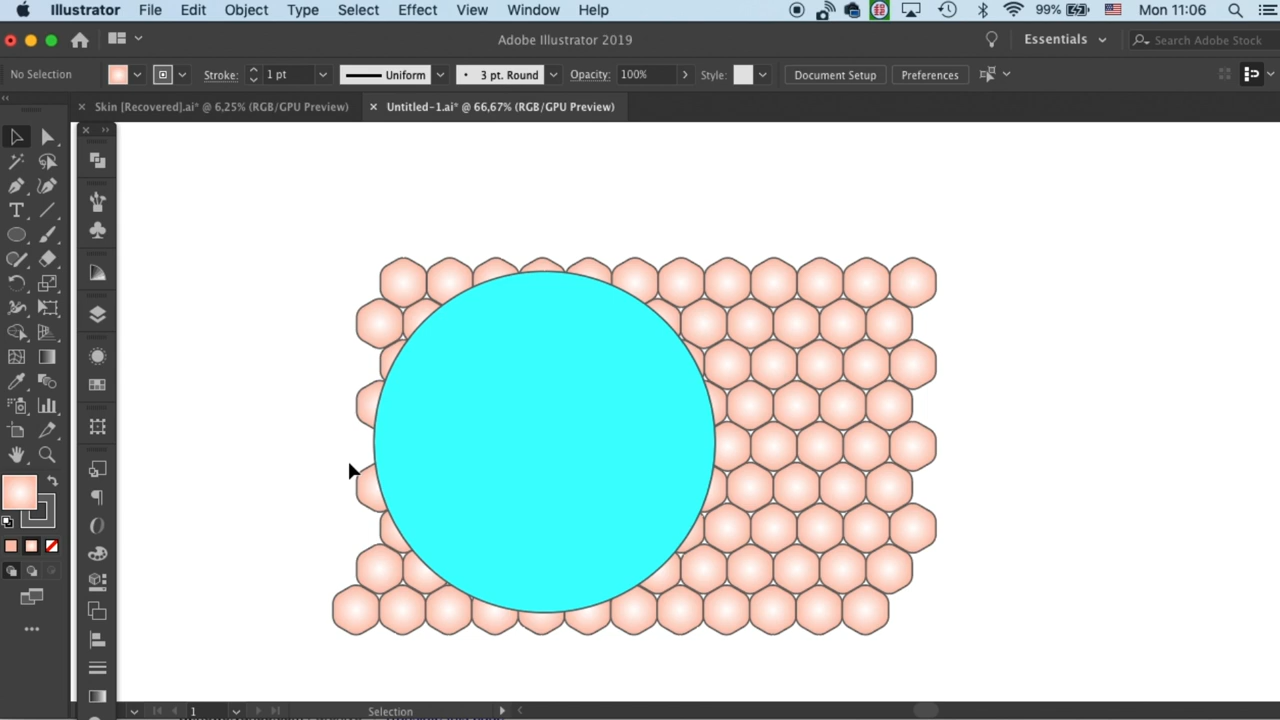 Illustrator File Edit Object Type Select Effect View Window Help 99% Mon 11:06
Adobe Illustrator 2019 Essentials Search Adobe Stock
No Selection Stroke: 1 pt Uniform 3 pt. Round Opacity: 100% Style: Document Setup Preferences
Skin [Recovered].ai* @ 6,25% (RGB/GPU Preview) Untitled-1.ai* @ 66,67% (RGB/GPU Preview)
1 Selection